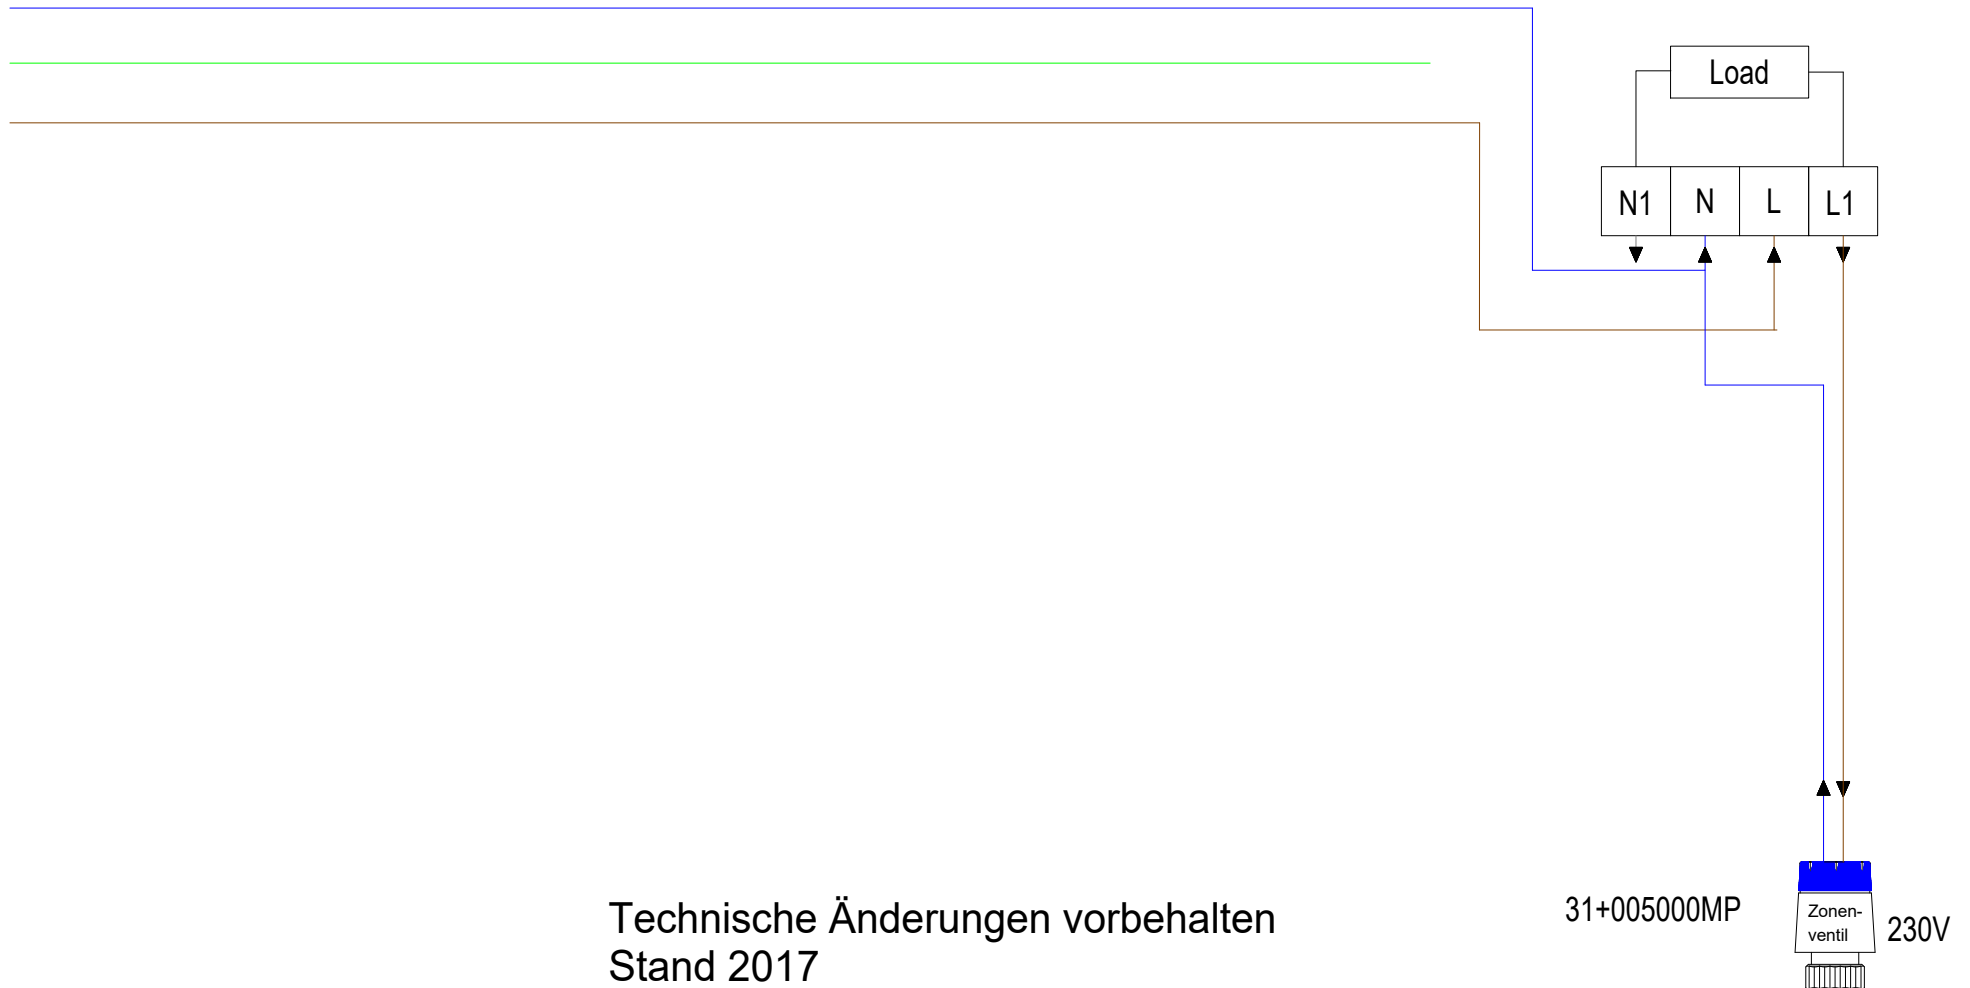 Load
N1 N L L1
Technische Änderungen vorbehalten
Stand 2017
31+005000MP
Zonen-
ventil
230V